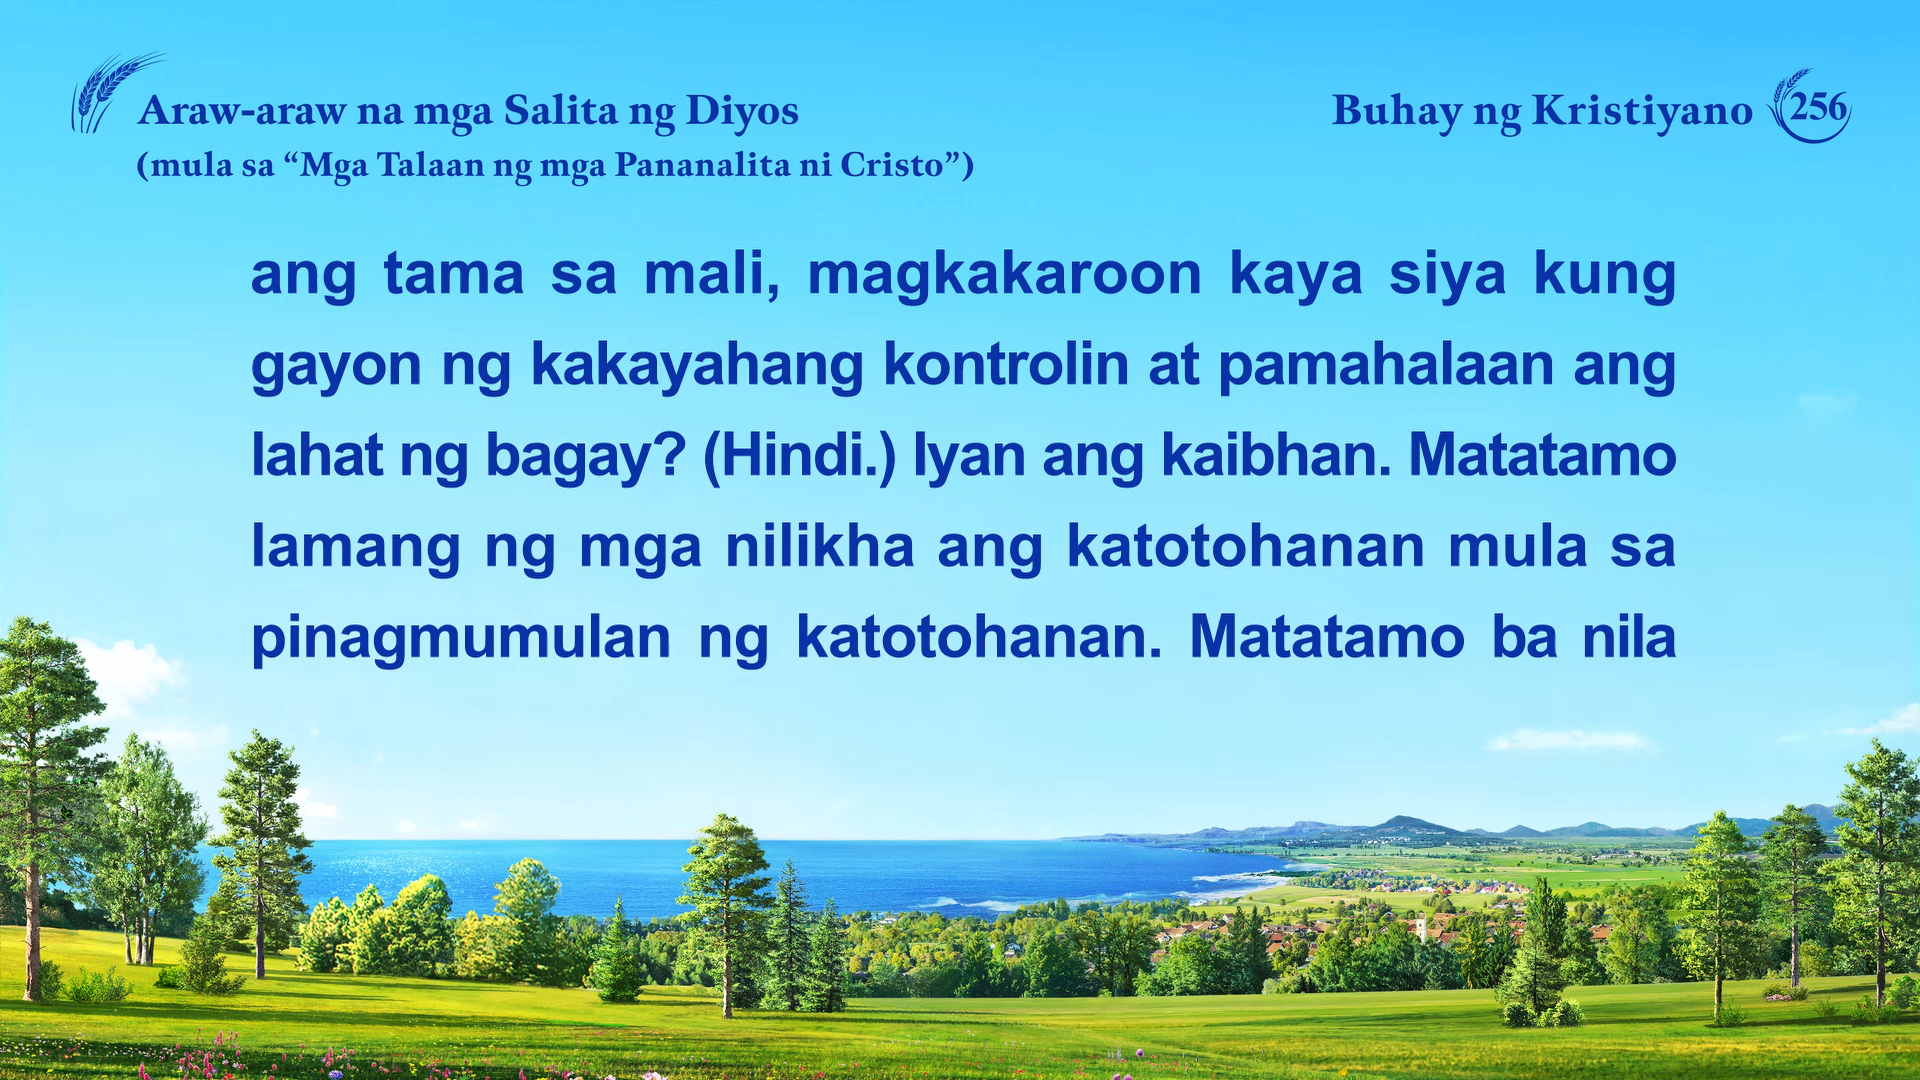 Araw-araw na mga Salita ng Diyos
(mula sa “Mga Talaan ng mga Pananalita ni Cristo”)
Buhay ng Kristiyano 256
ang tama sa mali, magkakaroon kaya siya kung
gayon ng kakayahang kontrolin at pamahalaan ang
lahat ng bagay? (Hindi.) Iyan ang kaibhan. Matatamo
lamang ng mga nilikha ang katotohanan mula sa
pinagmumulan ng katotohanan. Matatamo ba nila